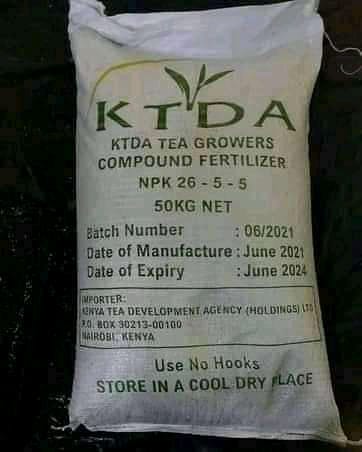 KTDA
KTDA TEA GROWERS
COMPOUND FERTILIZER
NPK 26 - 5 - 5
50KG NET
Batch Number : 06/2021
Date of Manufacture : June 2021
Date of Expiry : June 2024
IMPORTER:
KENYA TEA DEVELOPMENT AGENCY (HOLDINGS) LTD
P.O. BOX 30213-00100
NAIROBI, KENYA
Use No Hooks
STORE IN A COOL DRY PLACE